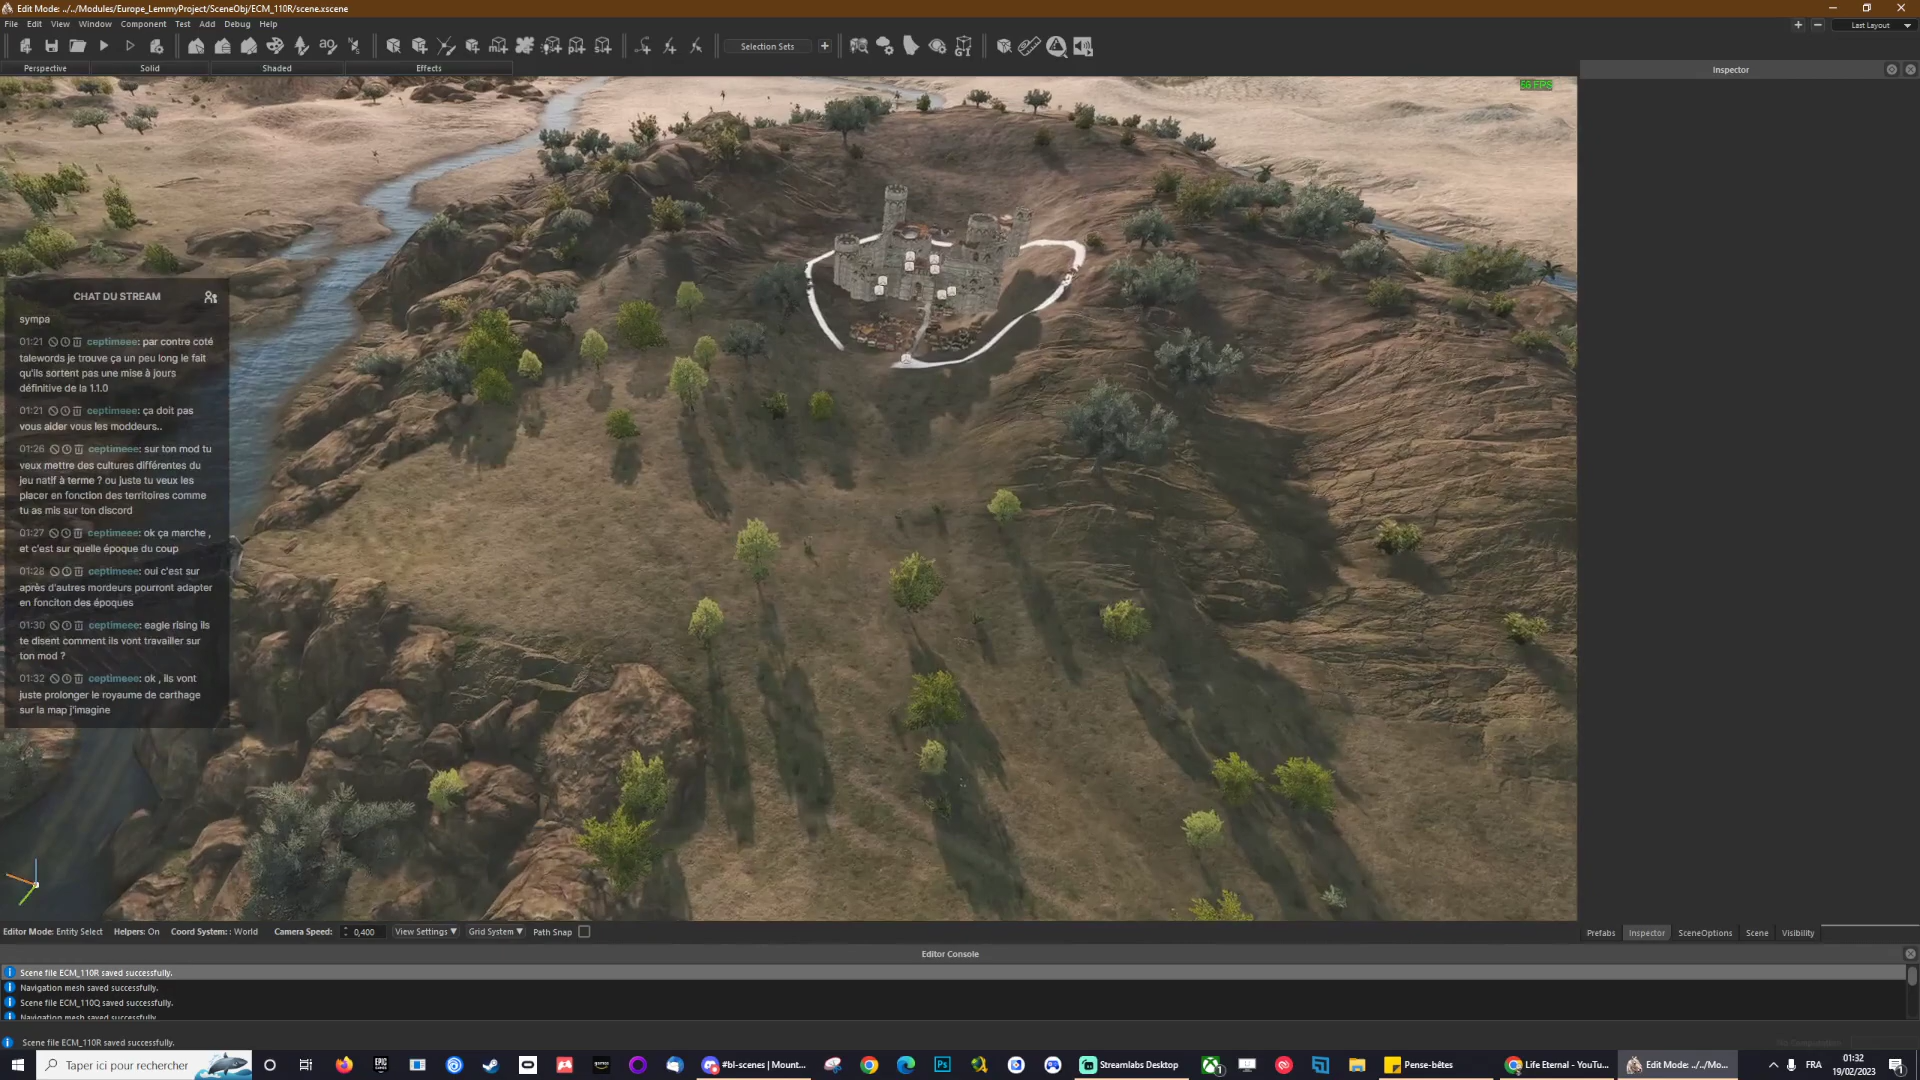 Edit Mode: ../../Modules/Europe_LemmyProject/SceneObj/ECM_110R/scene.xscene
File Edit View Window Component Test Add Debug Help
Last Layout
Selection Sets
Perspective Solid Shaded Effects
Inspector
56 FPS
CHAT DU STREAM
sympa
01:21 ceptimeee: par contre coté
talewords je trouve ça un peu long le fait
qu'ils sortent pas une mise à jours
définitive de la 1.1.0
01:21 ceptimeee: ça doit pas
vous aider vous les moddeurs..
01:26 ceptimeee: sur ton mod tu
veux mettre des cultures différentes du
jeu natif à terme ? ou juste tu veux les
placer en fonction des territoires comme
tu as mis sur ton discord
01:27 ceptimeee: ok ça marche ,
et c'est sur quelle époque du coup
01:28 ceptimeee: oui c'est sur
après d'autres mordeurs pourront adapter
en fonciton des époques
01:30 ceptimeee: eagle rising ils
te disent comment ils vont travailler sur
ton mod ?
01:32 ceptimeee: ok , ils vont
juste prolonger le royaume de carthage
sur la map j'imagine
Editor Mode: Entity Select Helpers: On Coord System: : World Camera Speed: 0,400 View Settings Grid System Path Snap
Prefabs Inspector SceneOptions Scene Visibility
Editor Console
Scene file ECM_110R saved successfully.
Navigation mesh saved successfully.
Scene file ECM_110Q saved successfully.
Navigation mesh saved successfully.
Scene file ECM_110R saved successfully.
Taper ici pour rechercher
#bl-scenes | Mount...
Streamlabs Desktop
Pense-bêtes
Life Eternal - YouTu...
Edit Mode: ../../Mo...
FRA
01:32
19/02/2023